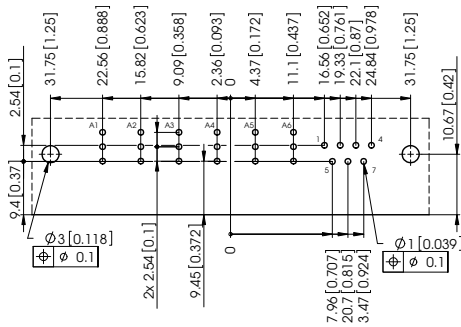 31.75 [1.25]
22.56 [0.888]
15.82 [0.623]
9.09 [0.358]
2.36 [0.093]
0
4.37 [0.172]
11.1 [0.437]
16.56 [0.652]
19.33 [0.761]
22.1 [0.87]
24.84 [0.978]
31.75 [1.25]
2.54 [0.1]
10.67 [0.42]
A1
A2
A3
A4
A5
A6
1
4
5
7
9.4 [0.37]
Ø3 [0.118]
⌖ Ø 0.1
2x 2.54 [0.1]
9.45 [0.372]
0
Ø1 [0.039]
⌖ Ø 0.1
7.96 [0.707]
20.7 [0.815]
3.47 [0.924]